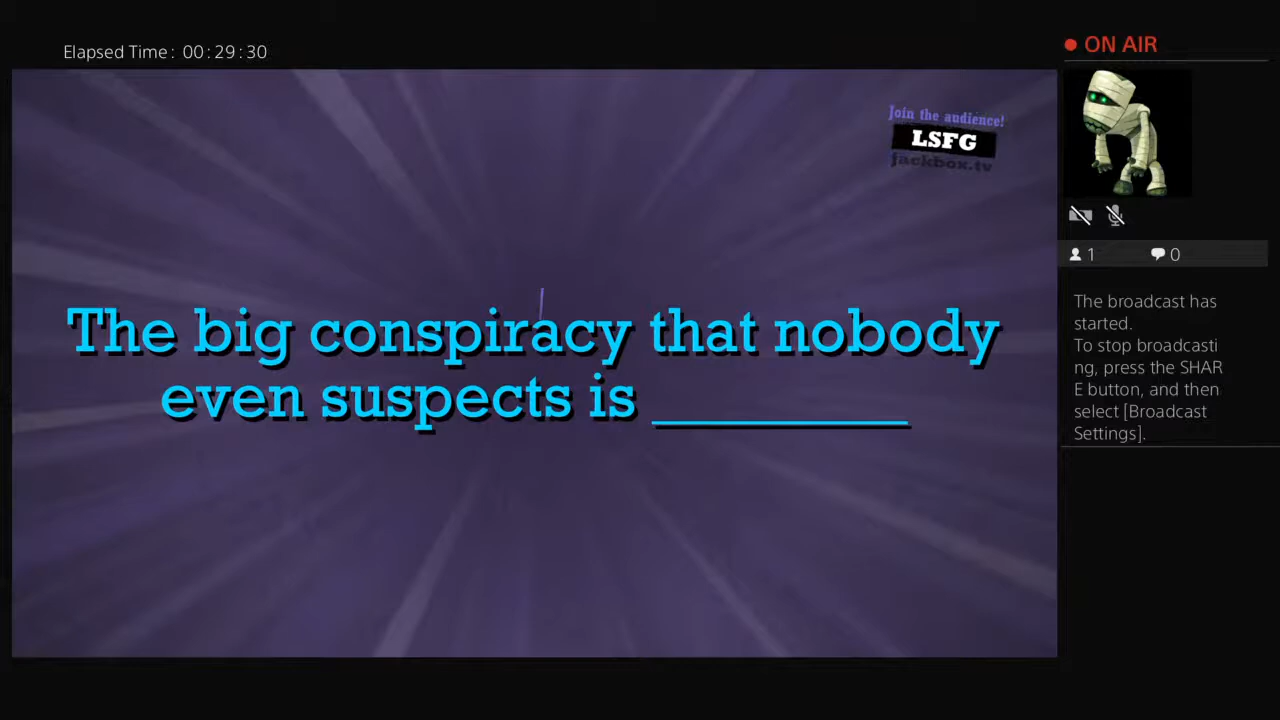 Elapsed Time: 00:29:30
ON AIR
Join the audience!
LSFG
jackbox.tv
The big conspiracy that nobody
even suspects is __________
1
0
The broadcast has
started.
To stop broadcasti
ng, press the SHAR
E button, and then
select [Broadcast
Settings].